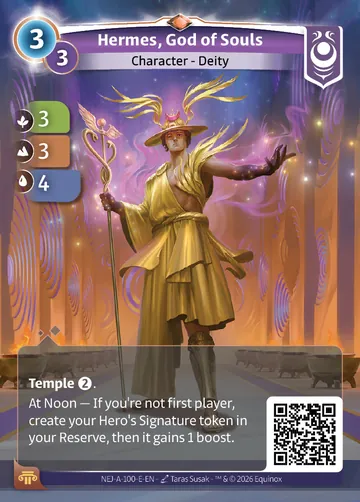 3
Hermes, God of Souls
3
Character - Deity
3
3
4
Temple ❷.
At Noon — If you're not first player,
create your Hero's Signature token in
your Reserve, then it gains 1 boost.
NEJ-A-100-E-EN - Taras Susak - ™ & © 2026 Equinox